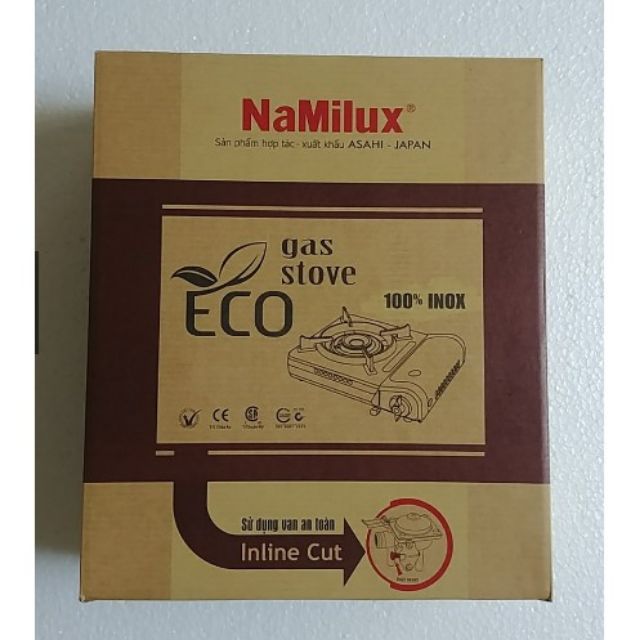 NaMilux®
Sản phẩm hợp tác - xuất khẩu ASAHI - JAPAN
gas
stove
ECO
100% INOX
CE
Sử dụng van an toàn
Inline Cut